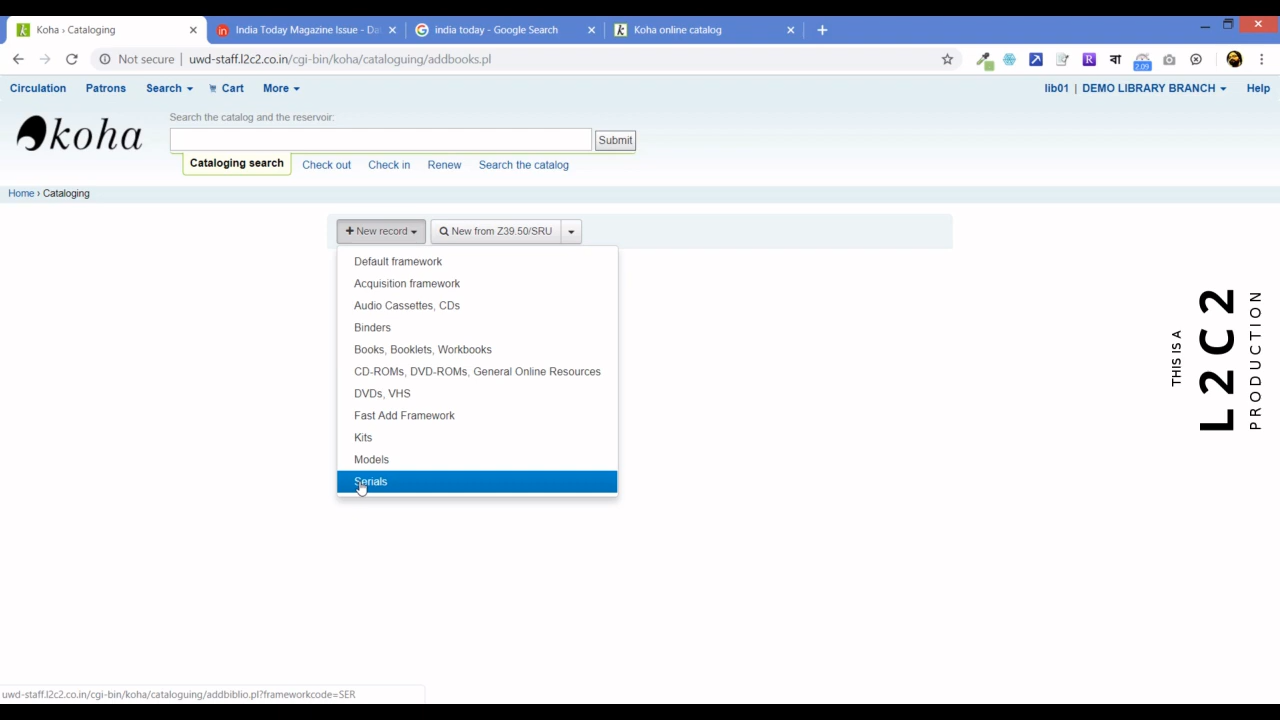 Koha › Cataloging
India Today Magazine Issue - Da
india today - Google Search
Koha online catalog
Not secure | uwd-staff.l2c2.co.in/cgi-bin/koha/cataloguing/addbooks.pl
2.09
Circulation Patrons Search Cart More
lib01 | DEMO LIBRARY BRANCH Help
koha
Search the catalog and the reservoir:
Submit
Cataloging search Check out Check in Renew Search the catalog
Home › Cataloging
+ New record New from Z39.50/SRU
Default framework
Acquisition framework
Audio Cassettes, CDs
Binders
Books, Booklets, Workbooks
CD-ROMs, DVD-ROMs, General Online Resources
DVDs, VHS
Fast Add Framework
Kits
Models
Serials
THIS IS A
L2C2
PRODUCTION
uwd-staff.l2c2.co.in/cgi-bin/koha/cataloguing/addbiblio.pl?frameworkcode=SER